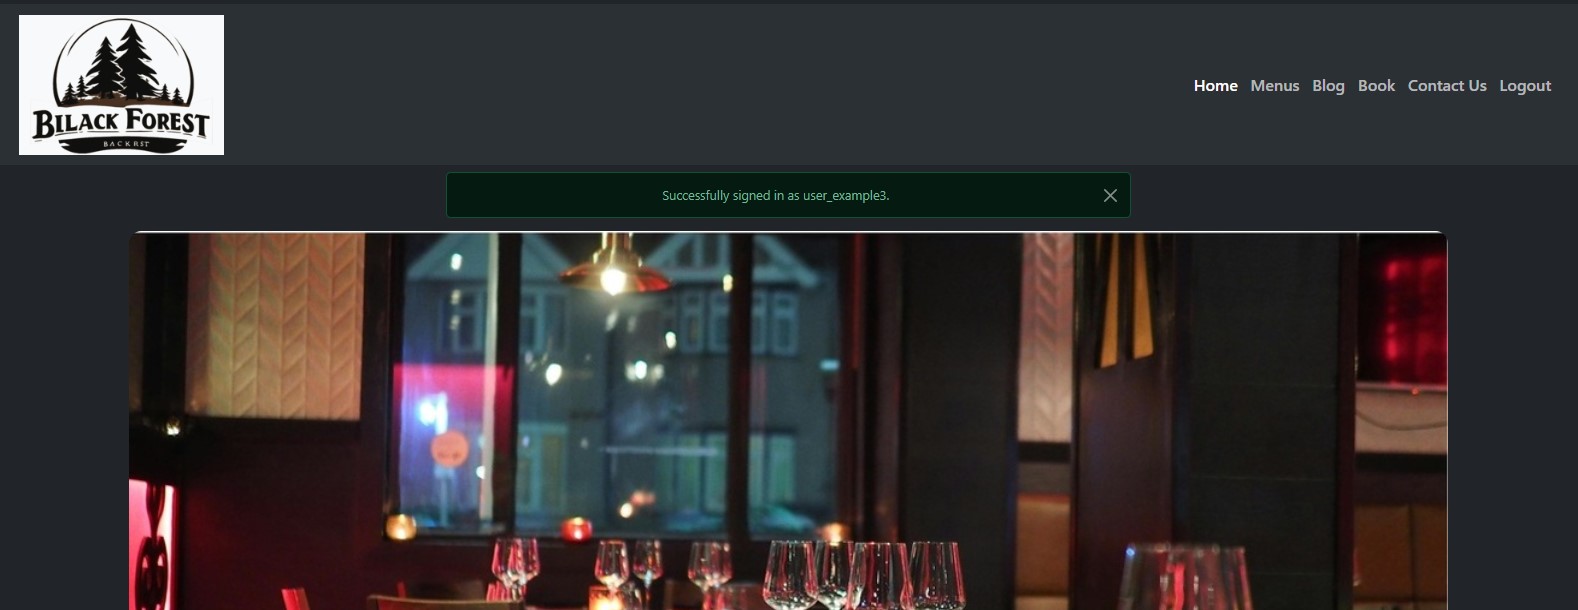 BILACK FOREST
BACKRST
Home Menus Blog Book Contact Us Logout
Successfully signed in as user_example3.